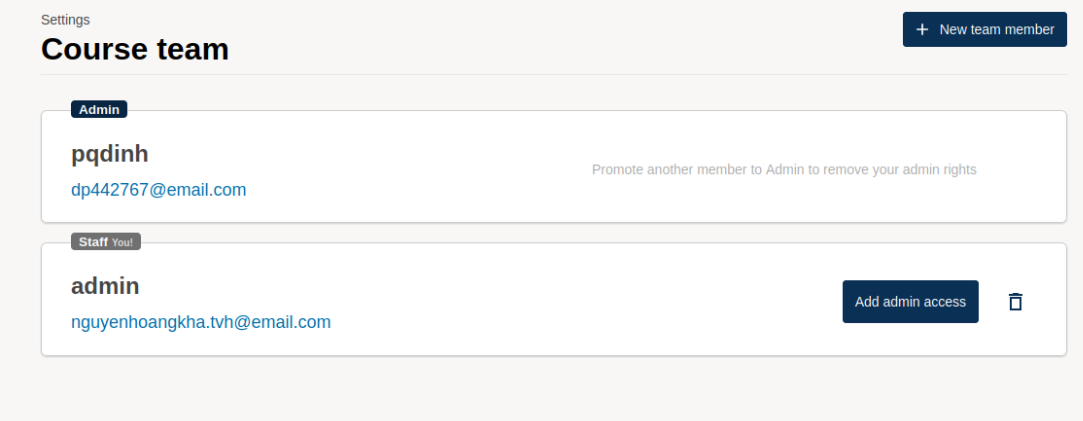 Settings
Course team
+ New team member
Admin
pqdinh
dp442767@email.com
Promote another member to Admin to remove your admin rights
Staff You!
admin
nguyenhoangkha.tvh@email.com
Add admin access